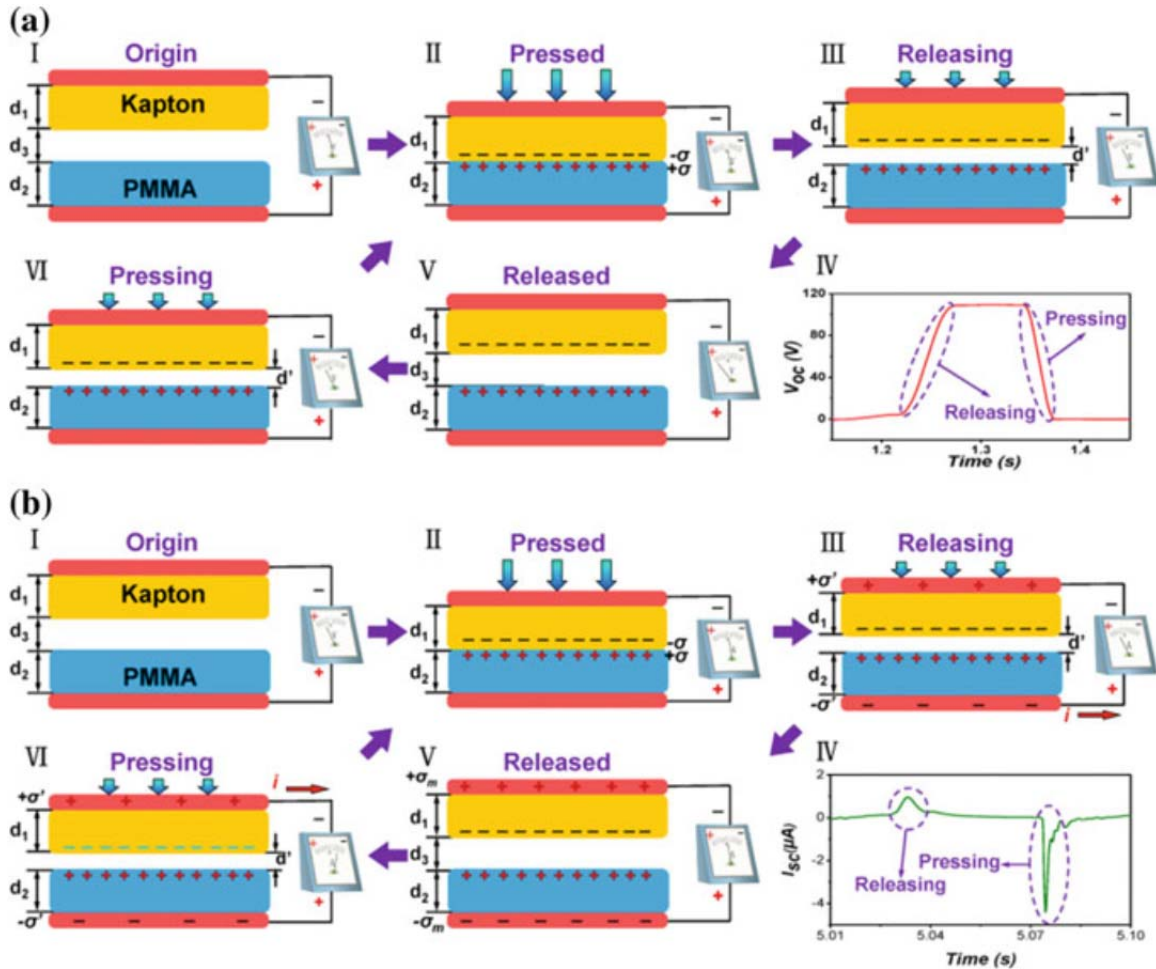 (a)
I Origin
Kapton
PMMA
d₁
d₃
d₂
−
+
II Pressed
d₁
d₂
-σ
+σ
−
+
III Releasing
d₁
d'
d₂
−
+
VI Pressing
d₁
d'
d₂
−
+
V Released
d₁
d₃
d₂
−
+
IV
Voc (V)
120
80
40
0
Pressing
Releasing
1.2 1.3 1.4
Time (s)
(b)
I Origin
Kapton
PMMA
d₁
d₃
d₂
−
+
II Pressed
d₁
d₂
-σ
+σ
−
+
III Releasing
+σ'
d₁
d'
d₂
-σ'
i
−
+
VI Pressing
+σ'
i
d₁
d'
d₂
-σ'
−
+
V Released
+σₘ
d₁
d₃
d₂
-σₘ
−
+
IV
Isc(μA)
2
0
-2
-4
Pressing
Releasing
5.01 5.04 5.07 5.10
Time (s)